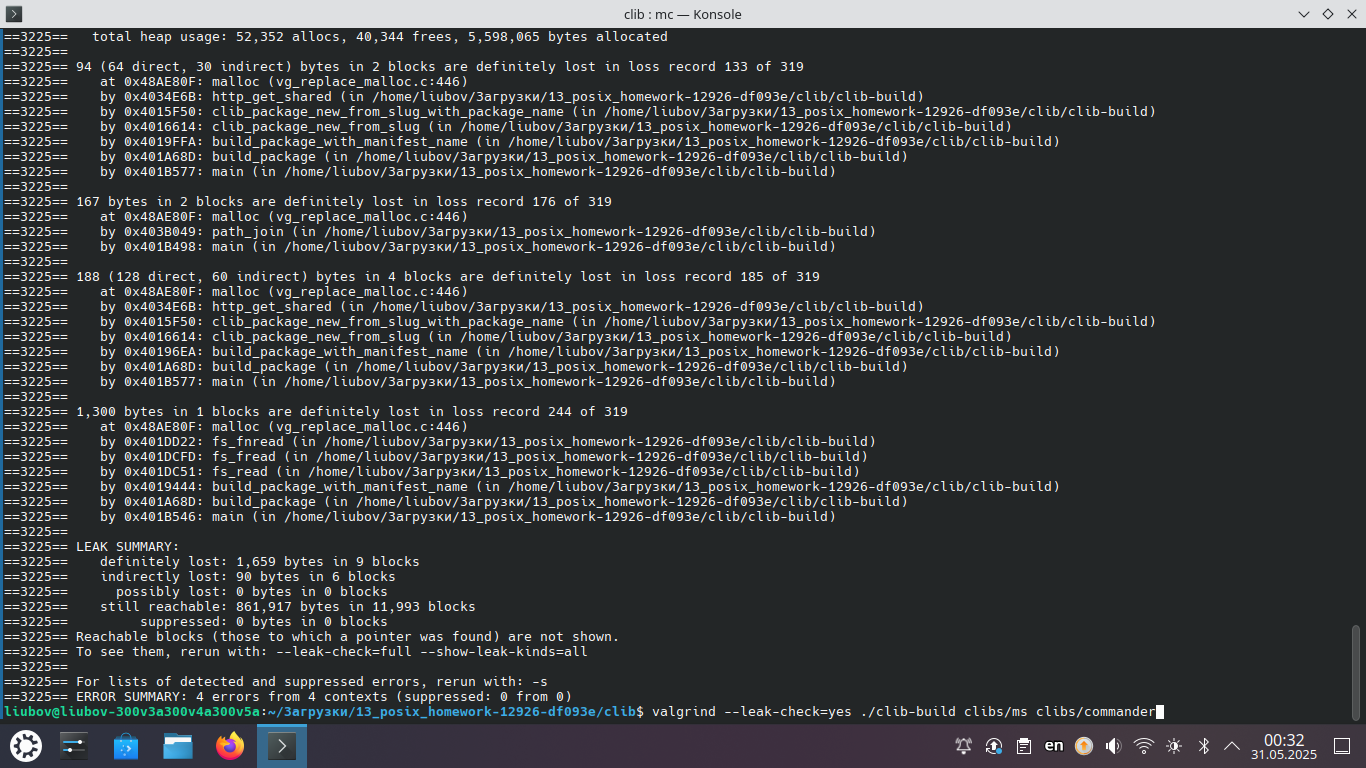 clib : mc — Konsole
==3225==   total heap usage: 52,352 allocs, 40,344 frees, 5,598,065 bytes allocated
==3225==
==3225== 94 (64 direct, 30 indirect) bytes in 2 blocks are definitely lost in loss record 133 of 319
==3225==    at 0x48AE80F: malloc (vg_replace_malloc.c:446)
==3225==    by 0x4034E6B: http_get_shared (in /home/liubov/Загрузки/13_posix_homework-12926-df093e/clib/clib-build)
==3225==    by 0x4015F50: clib_package_new_from_slug_with_package_name (in /home/liubov/Загрузки/13_posix_homework-12926-df093e/clib/clib-build)
==3225==    by 0x4016614: clib_package_new_from_slug (in /home/liubov/Загрузки/13_posix_homework-12926-df093e/clib/clib-build)
==3225==    by 0x4019FFA: build_package_with_manifest_name (in /home/liubov/Загрузки/13_posix_homework-12926-df093e/clib/clib-build)
==3225==    by 0x401A68D: build_package (in /home/liubov/Загрузки/13_posix_homework-12926-df093e/clib/clib-build)
==3225==    by 0x401B577: main (in /home/liubov/Загрузки/13_posix_homework-12926-df093e/clib/clib-build)
==3225==
==3225== 167 bytes in 2 blocks are definitely lost in loss record 176 of 319
==3225==    at 0x48AE80F: malloc (vg_replace_malloc.c:446)
==3225==    by 0x403B049: path_join (in /home/liubov/Загрузки/13_posix_homework-12926-df093e/clib/clib-build)
==3225==    by 0x401B498: main (in /home/liubov/Загрузки/13_posix_homework-12926-df093e/clib/clib-build)
==3225==
==3225== 188 (128 direct, 60 indirect) bytes in 4 blocks are definitely lost in loss record 185 of 319
==3225==    at 0x48AE80F: malloc (vg_replace_malloc.c:446)
==3225==    by 0x4034E6B: http_get_shared (in /home/liubov/Загрузки/13_posix_homework-12926-df093e/clib/clib-build)
==3225==    by 0x4015F50: clib_package_new_from_slug_with_package_name (in /home/liubov/Загрузки/13_posix_homework-12926-df093e/clib/clib-build)
==3225==    by 0x4016614: clib_package_new_from_slug (in /home/liubov/Загрузки/13_posix_homework-12926-df093e/clib/clib-build)
==3225==    by 0x40196EA: build_package_with_manifest_name (in /home/liubov/Загрузки/13_posix_homework-12926-df093e/clib/clib-build)
==3225==    by 0x401A68D: build_package (in /home/liubov/Загрузки/13_posix_homework-12926-df093e/clib/clib-build)
==3225==    by 0x401B577: main (in /home/liubov/Загрузки/13_posix_homework-12926-df093e/clib/clib-build)
==3225==
==3225== 1,300 bytes in 1 blocks are definitely lost in loss record 244 of 319
==3225==    at 0x48AE80F: malloc (vg_replace_malloc.c:446)
==3225==    by 0x401DD22: fs_fnread (in /home/liubov/Загрузки/13_posix_homework-12926-df093e/clib/clib-build)
==3225==    by 0x401DCFD: fs_fread (in /home/liubov/Загрузки/13_posix_homework-12926-df093e/clib/clib-build)
==3225==    by 0x401DC51: fs_read (in /home/liubov/Загрузки/13_posix_homework-12926-df093e/clib/clib-build)
==3225==    by 0x4019444: build_package_with_manifest_name (in /home/liubov/Загрузки/13_posix_homework-12926-df093e/clib/clib-build)
==3225==    by 0x401A68D: build_package (in /home/liubov/Загрузки/13_posix_homework-12926-df093e/clib/clib-build)
==3225==    by 0x401B546: main (in /home/liubov/Загрузки/13_posix_homework-12926-df093e/clib/clib-build)
==3225==
==3225== LEAK SUMMARY:
==3225==    definitely lost: 1,659 bytes in 9 blocks
==3225==    indirectly lost: 90 bytes in 6 blocks
==3225==      possibly lost: 0 bytes in 0 blocks
==3225==    still reachable: 861,917 bytes in 11,993 blocks
==3225==         suppressed: 0 bytes in 0 blocks
==3225== Reachable blocks (those to which a pointer was found) are not shown.
==3225== To see them, rerun with: --leak-check=full --show-leak-kinds=all
==3225==
==3225== For lists of detected and suppressed errors, rerun with: -s
==3225== ERROR SUMMARY: 4 errors from 4 contexts (suppressed: 0 from 0)
liubov@liubov-300v3a300v4a300v5a:~/Загрузки/13_posix_homework-12926-df093e/clib$ valgrind --leak-check=yes ./clib-build clibs/ms clibs/commander
en
00:32
31.05.2025